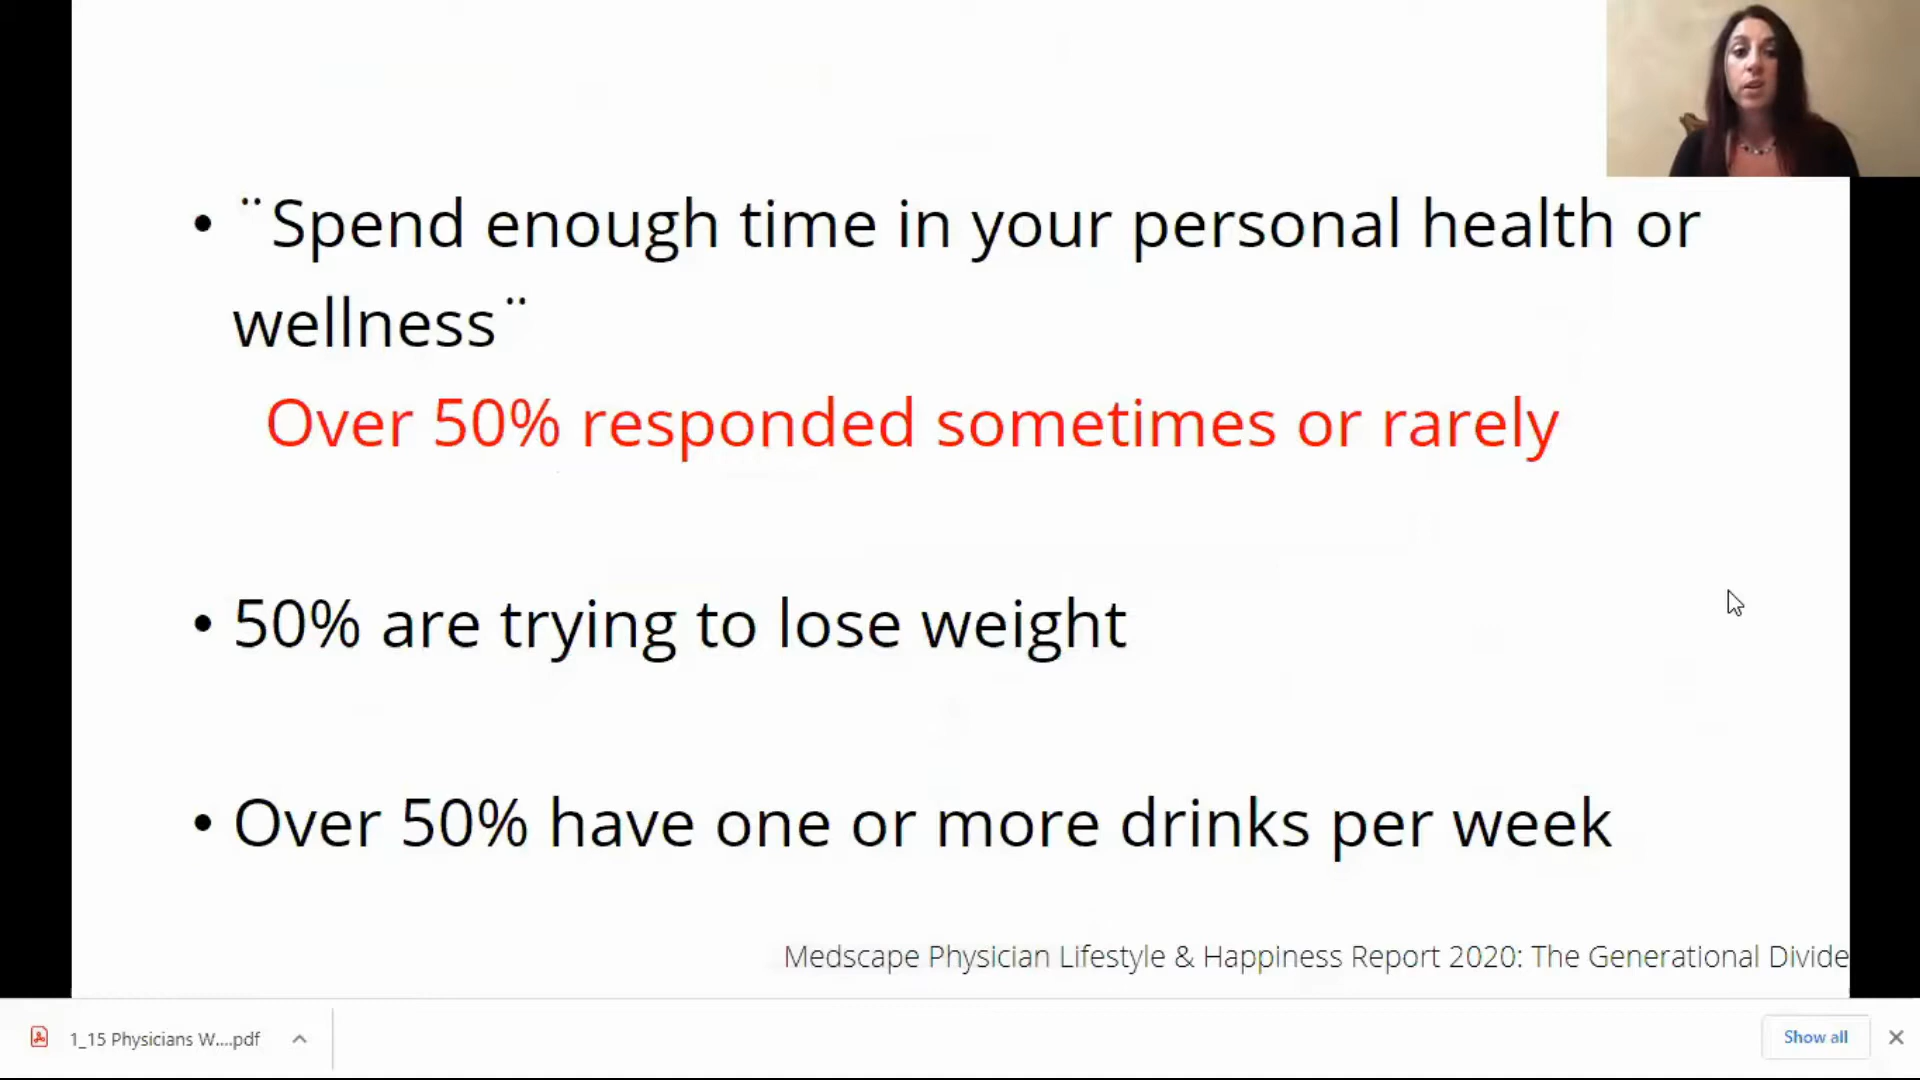 • ¨Spend enough time in your personal health or
wellness¨
Over 50% responded sometimes or rarely
• 50% are trying to lose weight
• Over 50% have one or more drinks per week
Medscape Physician Lifestyle & Happiness Report 2020: The Generational Divide
1_15 Physicians W....pdf
Show all